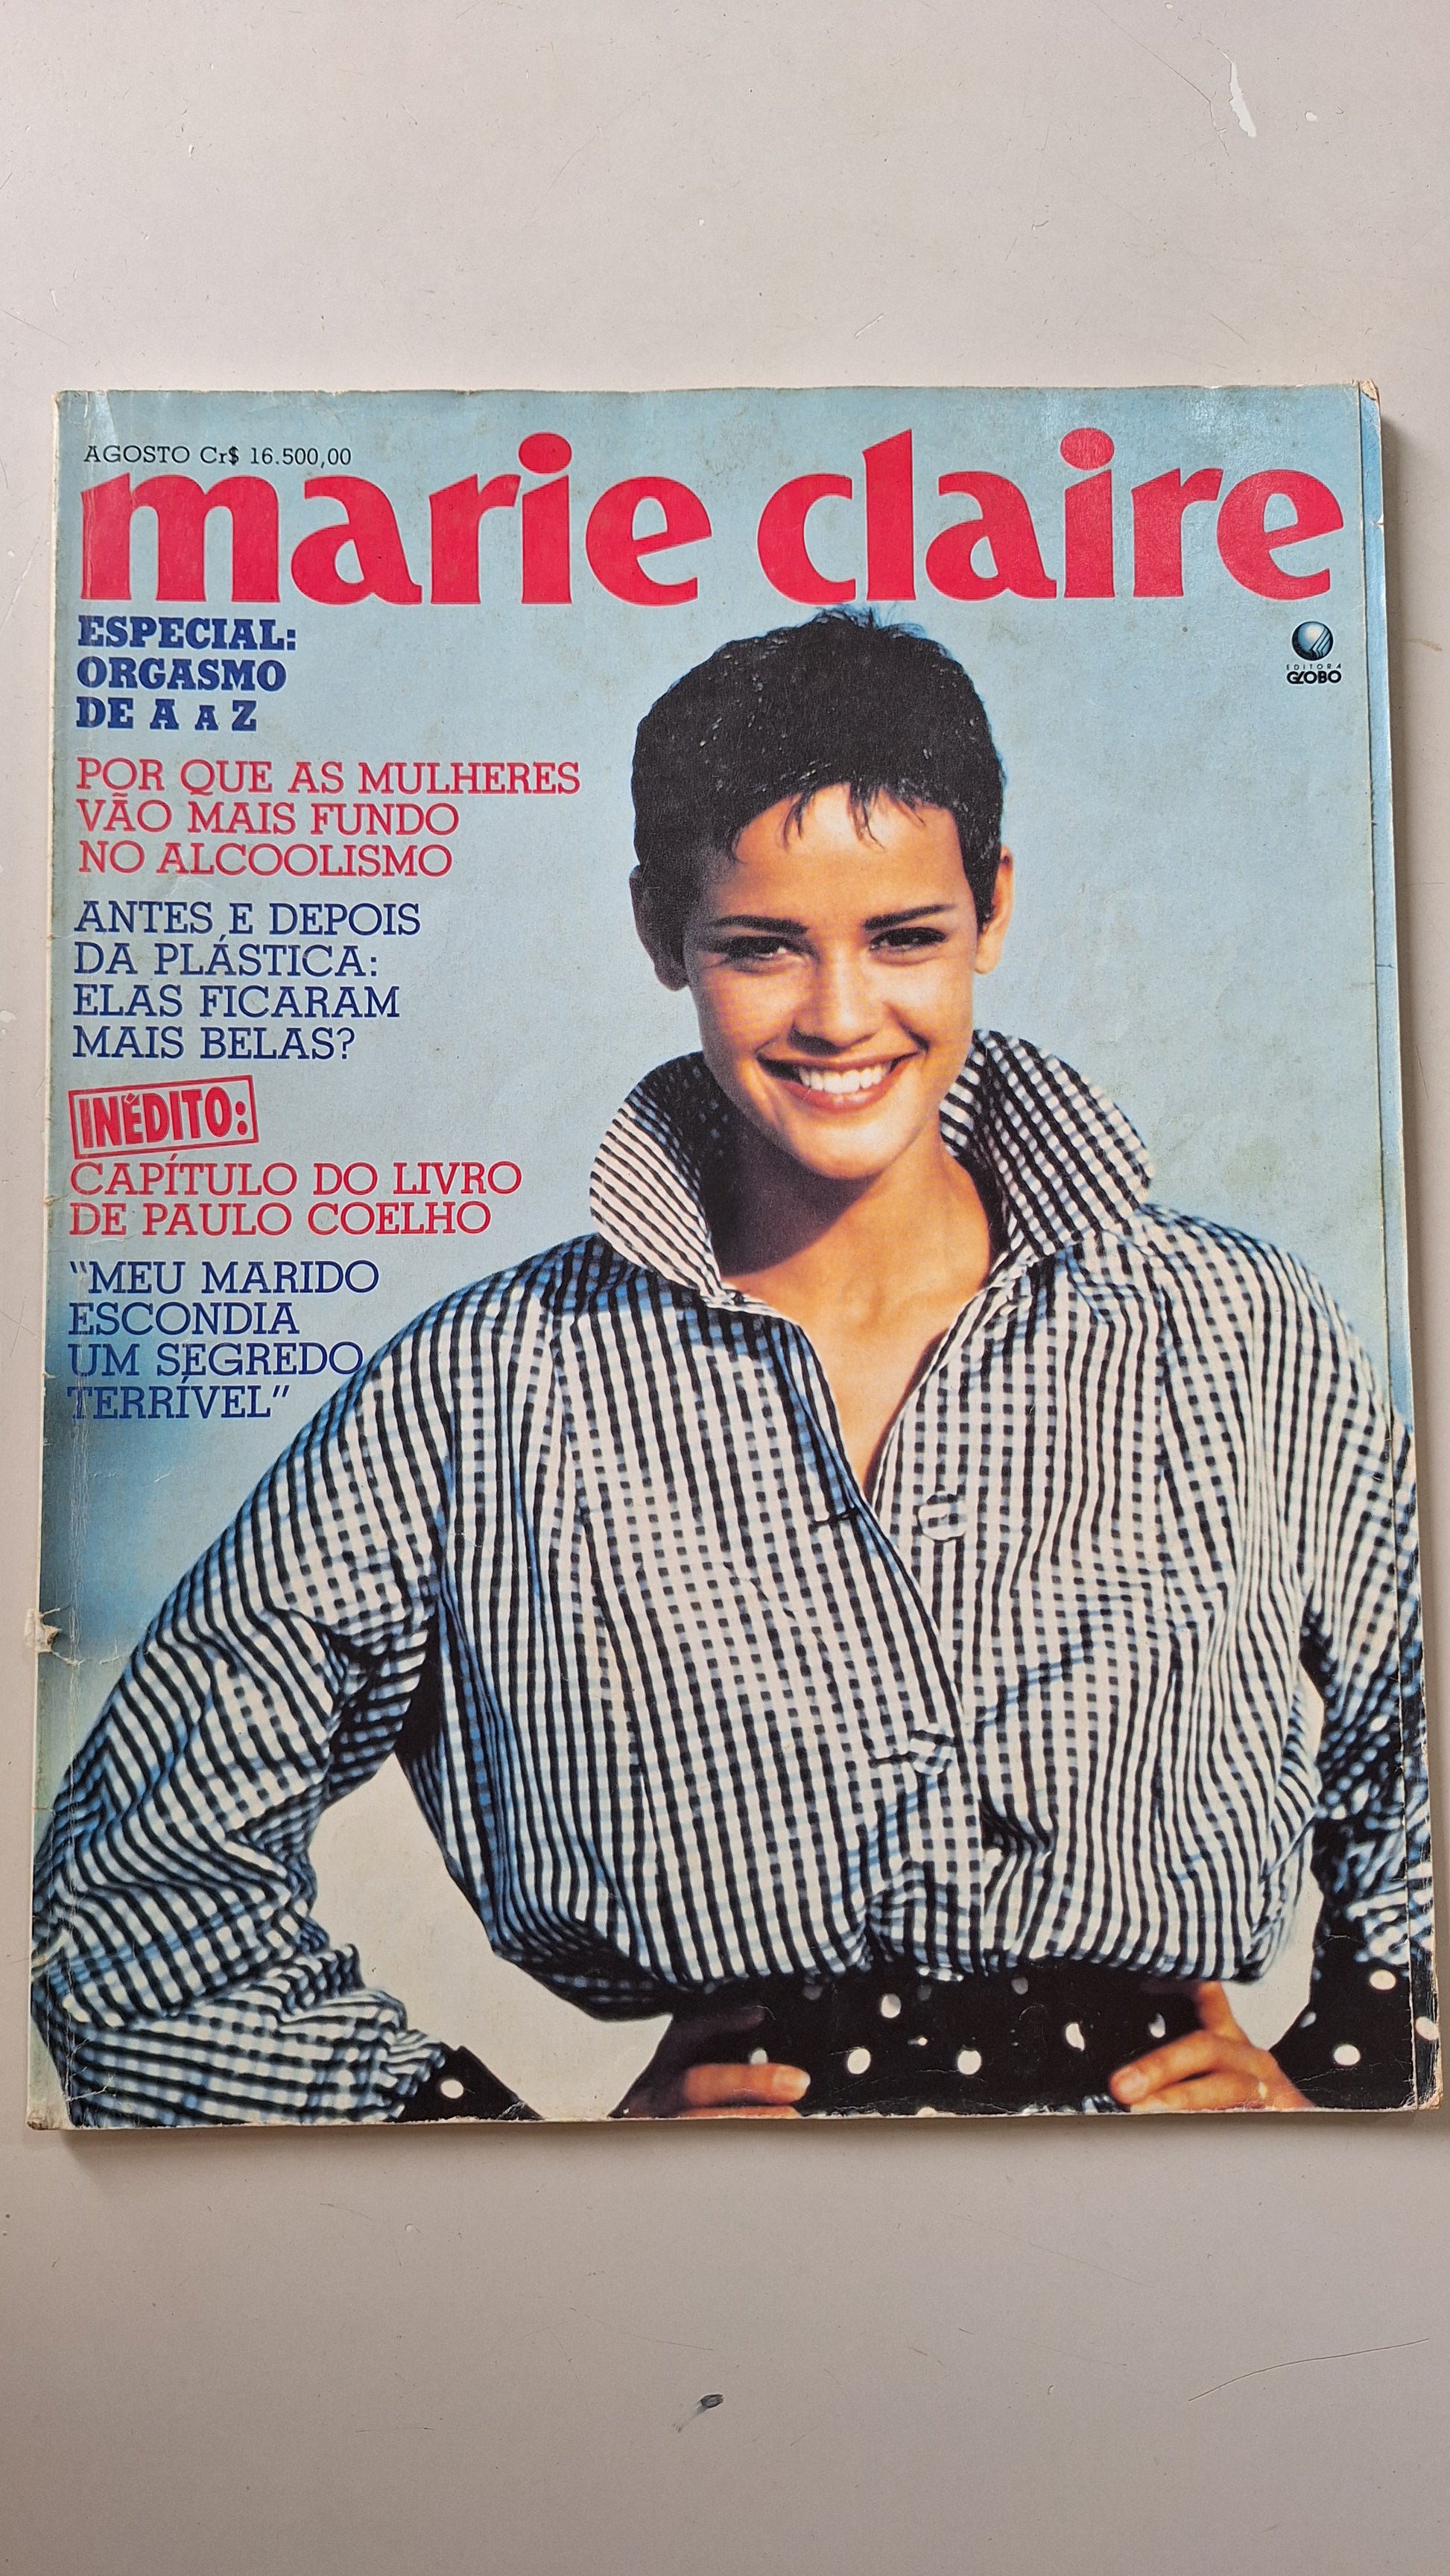 AGOSTO Cr$ 16.500,00
marie claire
EDITORA
GLOBO
ESPECIAL:
ORGASMO
DE A A Z
POR QUE AS MULHERES
VÃO MAIS FUNDO
NO ALCOOLISMO
ANTES E DEPOIS
DA PLÁSTICA:
ELAS FICARAM
MAIS BELAS?
INÉDITO:
CAPÍTULO DO LIVRO
DE PAULO COELHO
"MEU MARIDO
ESCONDIA
UM SEGREDO
TERRÍVEL"